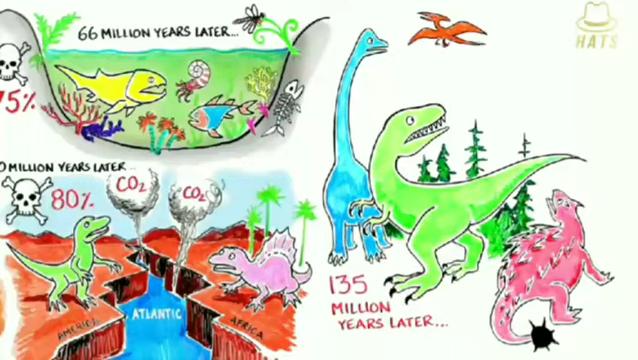 66 MILLION YEARS LATER...
75%
0 MILLION YEARS LATER...
80%
CO2
CO2
AMERICA
ATLANTIC
AFRICA
135
MILLION
YEARS LATER...
HATS